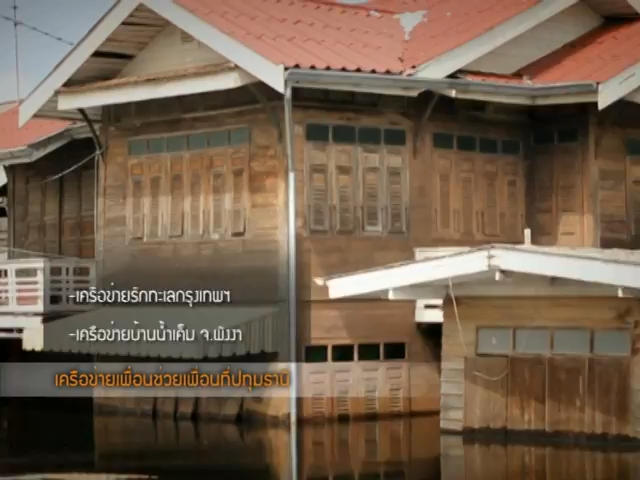 -เครือข่ายรักทะเลกรุงเทพฯ
-เครือข่ายบ้านน้ำเค็ม จ.พังงา
เครือข่ายเพื่อนช่วยเพื่อนที่ปทุมธานี